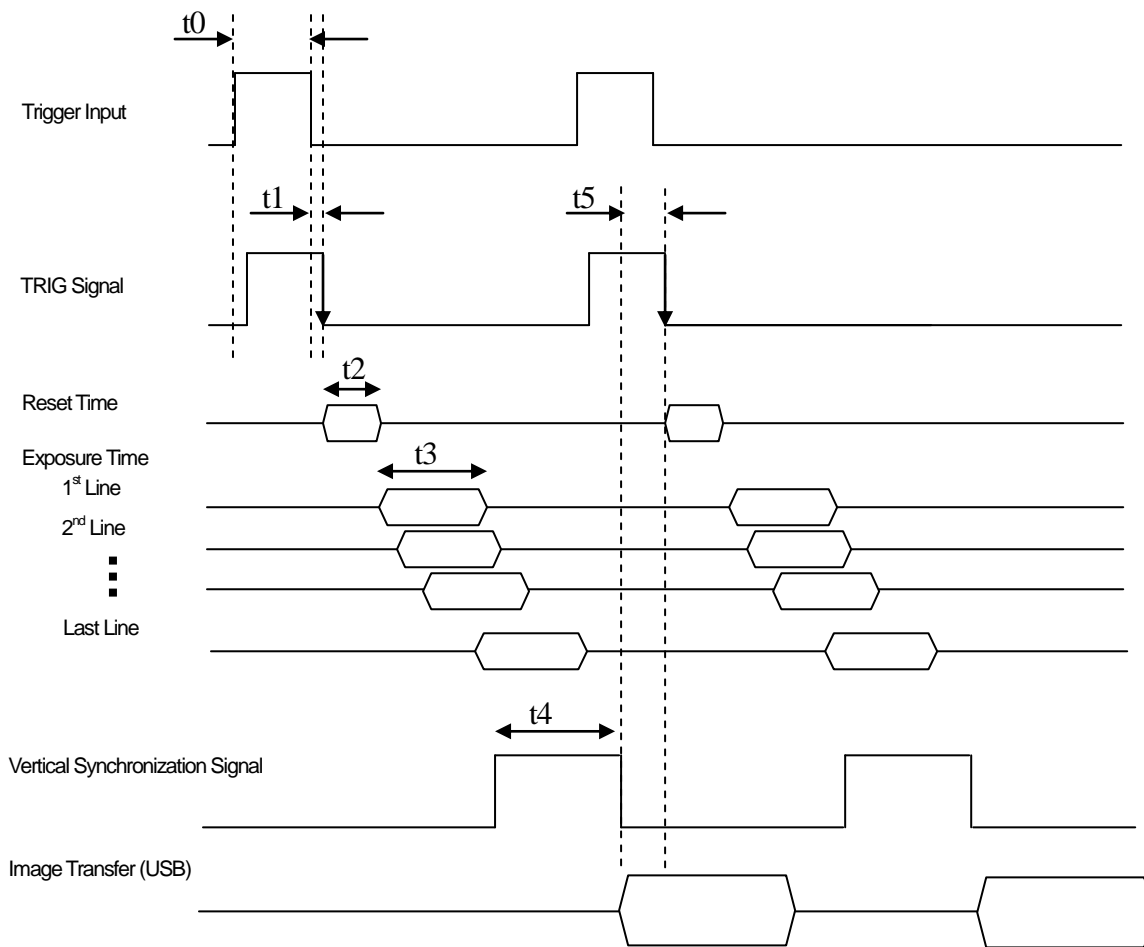 t0
Trigger Input
t1
t5
TRIG Signal
t2
Reset Time
Exposure Time
t3
1st Line
2nd Line
Last Line
t4
Vertical Synchronization Signal
Image Transfer (USB)